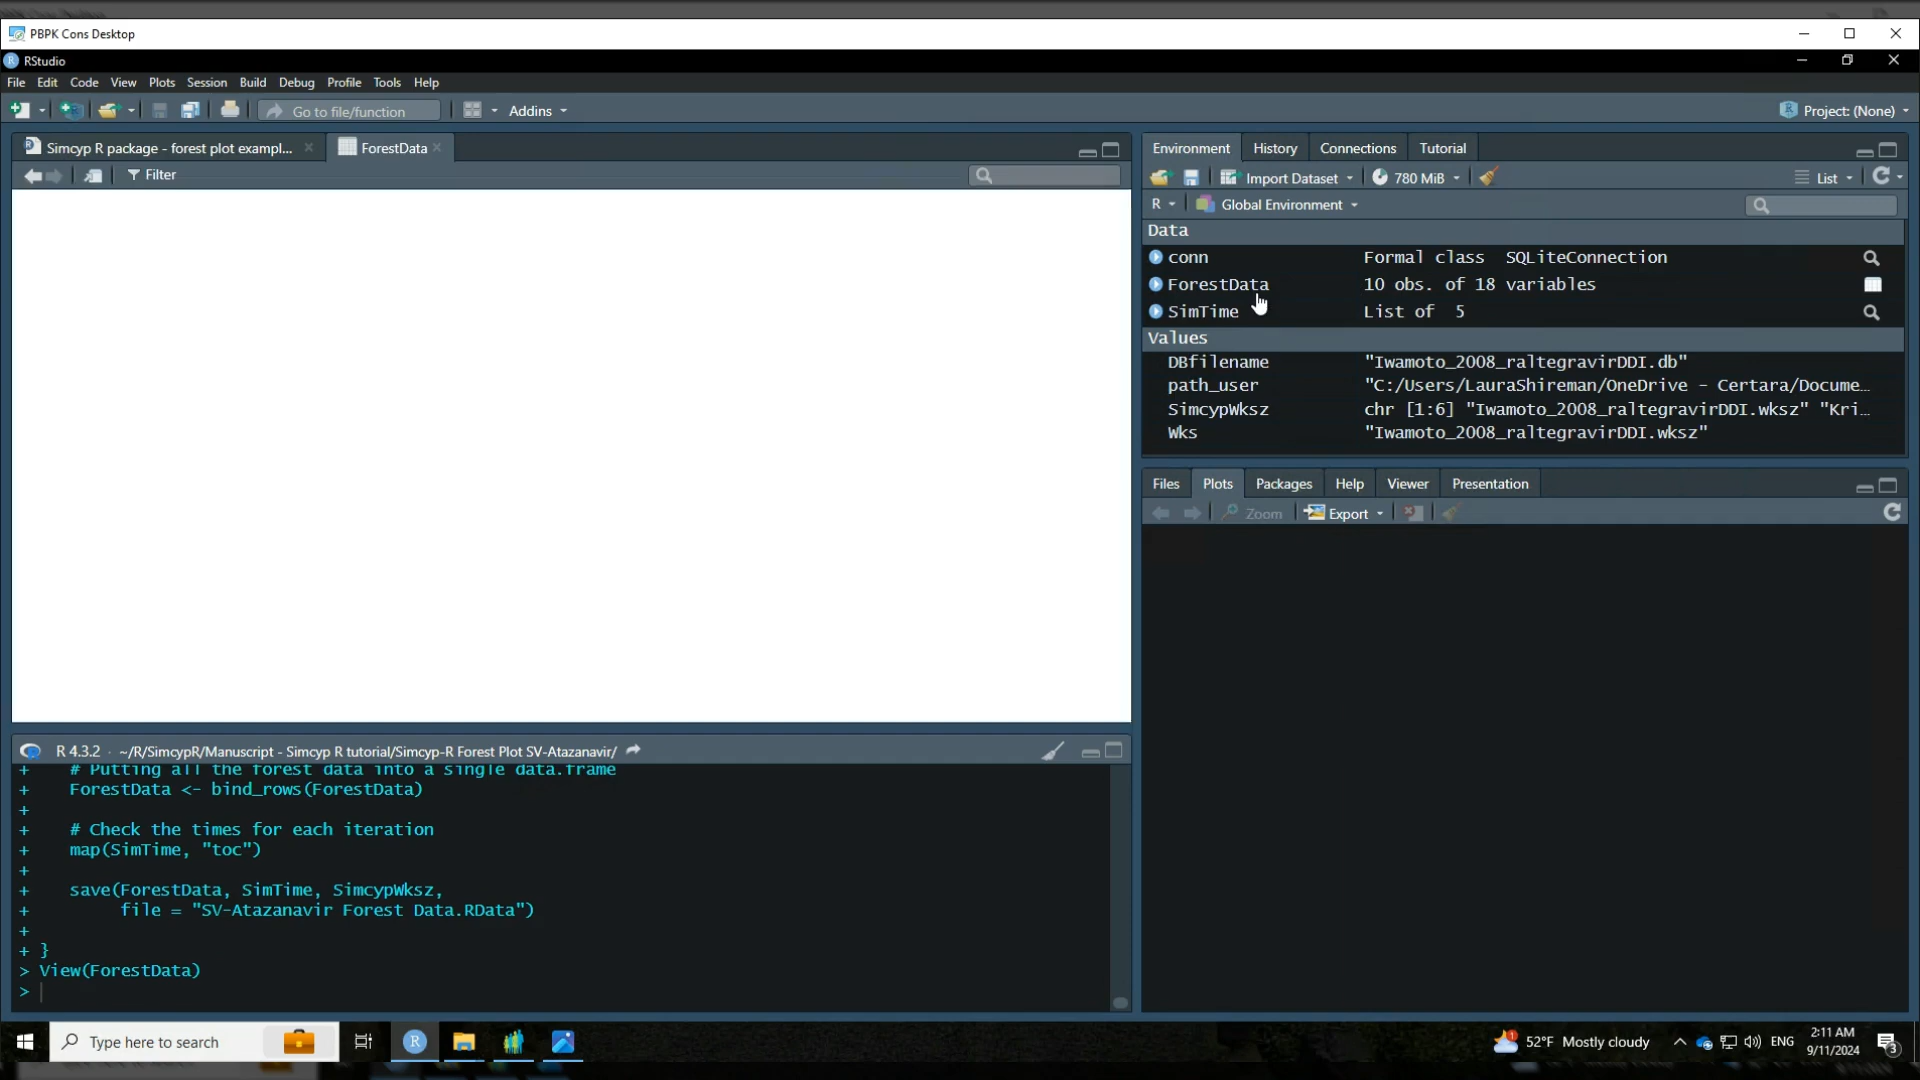 PBPK Cons Desktop
RStudio
File Edit Code View Plots Session Build Debug Profile Tools Help
Go to file/function Addins Project: (None)
Simcyp R package - forest plot exampl... ForestData
Filter
Environment History Connections Tutorial
Import Dataset 780 MiB List
R Global Environment
Data
conn Formal class SQLiteConnection
ForestData 10 obs. of 18 variables
SimTime List of 5
Values
DBfilename "Iwamoto_2008_raltegravirDDI.db"
path_user "C:/Users/LauraShireman/OneDrive - Certara/Docume…
SimcypWksz chr [1:6] "Iwamoto_2008_raltegravirDDI.wksz" "Kri…
Wks "Iwamoto_2008_raltegravirDDI.wksz"
Files Plots Packages Help Viewer Presentation
Zoom Export
R 4.3.2 · ~/R/SimcypR/Manuscript - Simcyp R tutorial/Simcyp-R Forest Plot SV-Atazanavir/
+ # Putting all the forest data into a single data.frame
+ ForestData <- bind_rows(ForestData)
+
+ # Check the times for each iteration
+ map(SimTime, "toc")
+
+ save(ForestData, SimTime, SimcypWksz,
+ file = "SV-Atazanavir Forest Data.RData")
+
+ }
> View(ForestData)
>
Type here to search
52°F Mostly cloudy ENG 2:11 AM
9/11/2024
3